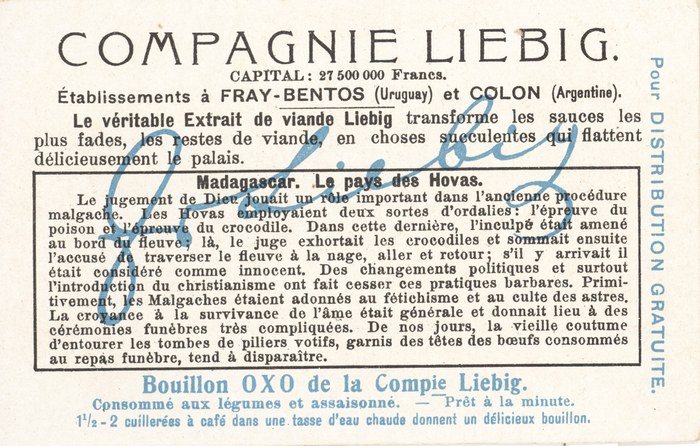 COMPAGNIE LIEBIG.
CAPITAL: 27 500 000 Francs.
Établissements à FRAY-BENTOS (Uruguay) et COLON (Argentine).
Le véritable Extrait de viande Liebig transforme les sauces les
plus fades, les restes de viande, en choses succulentes qui flattent
délicieusement le palais.
Madagascar. Le pays des Hovas.
Le jugement de Dieu jouait un rôle important dans l'ancienne procédure
malgache. Les Hovas employaient deux sortes d'ordalies: l'épreuve du
poison et l'épreuve du crocodile. Dans cette dernière, l'inculpé était amené
au bord du fleuve; là, le juge exhortait les crocodiles et sommait ensuite
l'accusé de traverser le fleuve à la nage, aller et retour; s'il y arrivait il
était considéré comme innocent. Des changements politiques et surtout
l'introduction du christianisme ont fait cesser ces pratiques barbares. Primi-
tivement, les Malgaches étaient adonnés au fétichisme et au culte des astres.
La croyance à la survivance de l'âme était générale et donnait lieu à des
cérémonies funèbres très compliquées. De nos jours, la vieille coutume
d'entourer les tombes de piliers votifs, garnis des têtes des bœufs consommés
au repas funèbre, tend à disparaître.
J. Liebig
Bouillon OXO de la Compie Liebig.
Consommé aux légumes et assaisonné. — Prêt à la minute.
1½ - 2 cuillerées à café dans une tasse d'eau chaude donnent un délicieux bouillon.
Pour DISTRIBUTION GRATUITE.